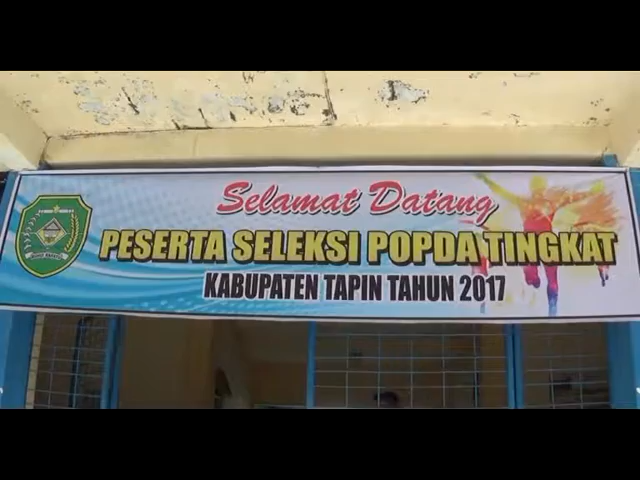 Selamat Datang
PESERTA SELEKSI POPDA TINGKAT
KABUPATEN TAPIN TAHUN 2017